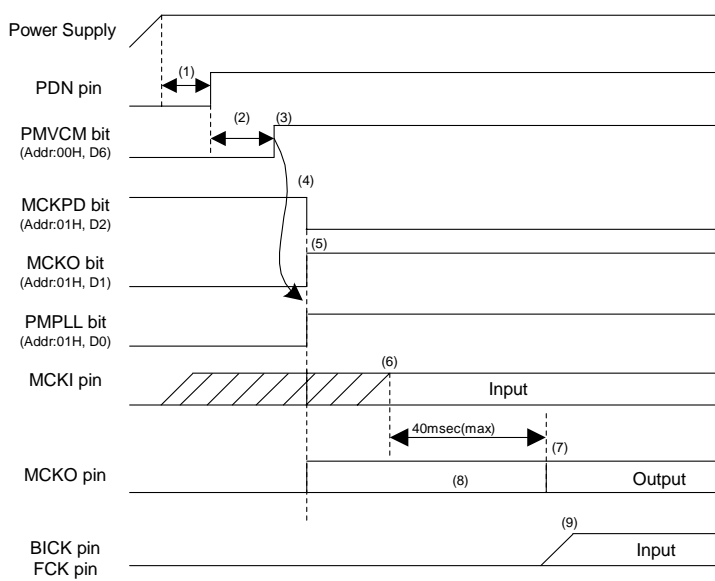 Power Supply
(1)
PDN pin
(2)
(3)
PMVCM bit
(Addr:00H, D6)
(4)
MCKPD bit
(Addr:01H, D2)
(5)
MCKO bit
(Addr:01H, D1)
PMPLL bit
(Addr:01H, D0)
(6)
MCKI pin
Input
40msec(max)
(7)
MCKO pin
(8)
Output
(9)
BICK pin
FCK pin
Input